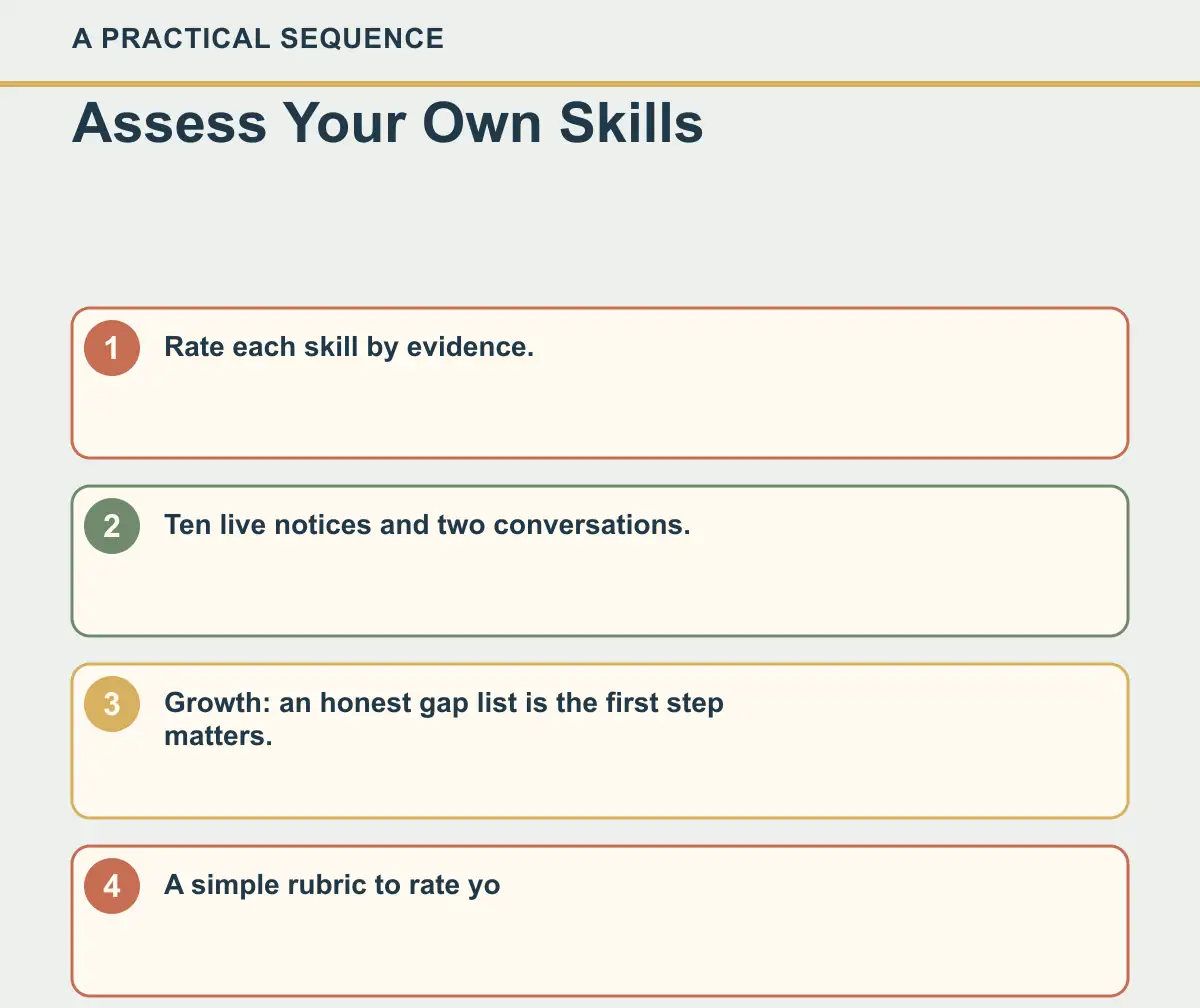 A PRACTICAL SEQUENCE
Assess Your Own Skills
1
Rate each skill by evidence.
2
Ten live notices and two conversations.
3
Growth: an honest gap list is the first step
matters.
4
A simple rubric to rate yo